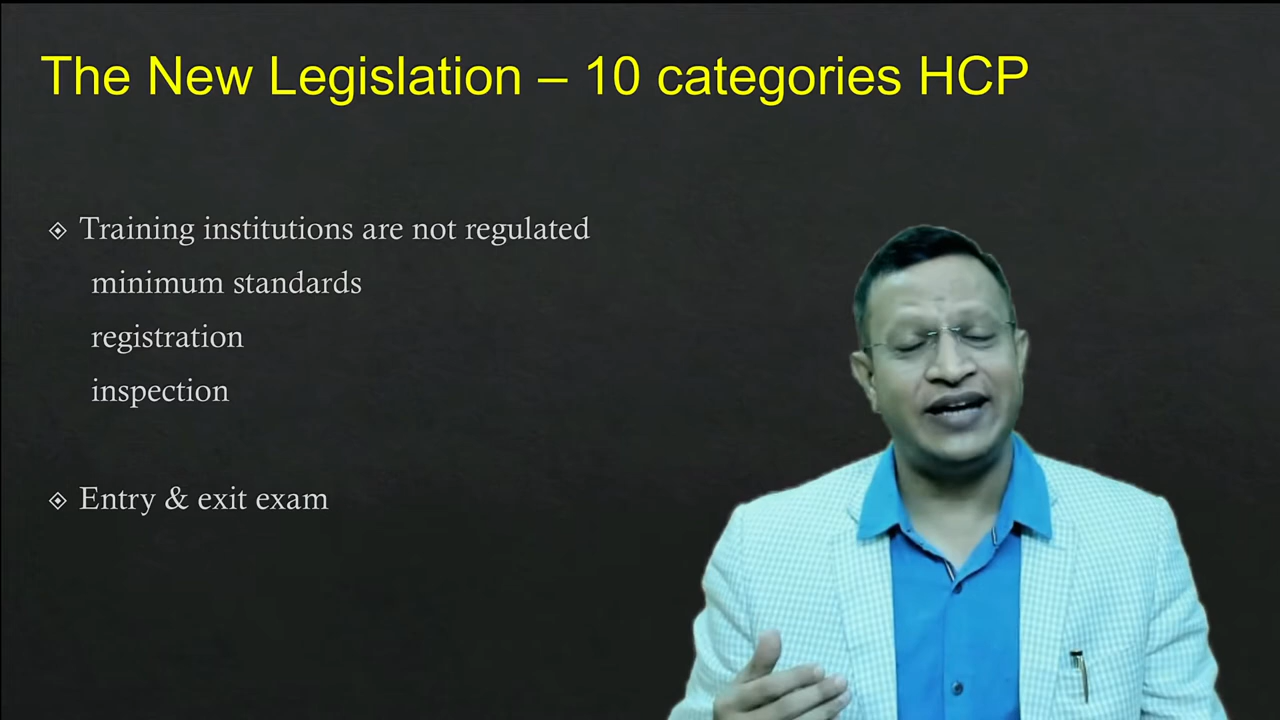 The New Legislation – 10 categories HCP
Training institutions are not regulated
minimum standards
registration
inspection
Entry & exit exam